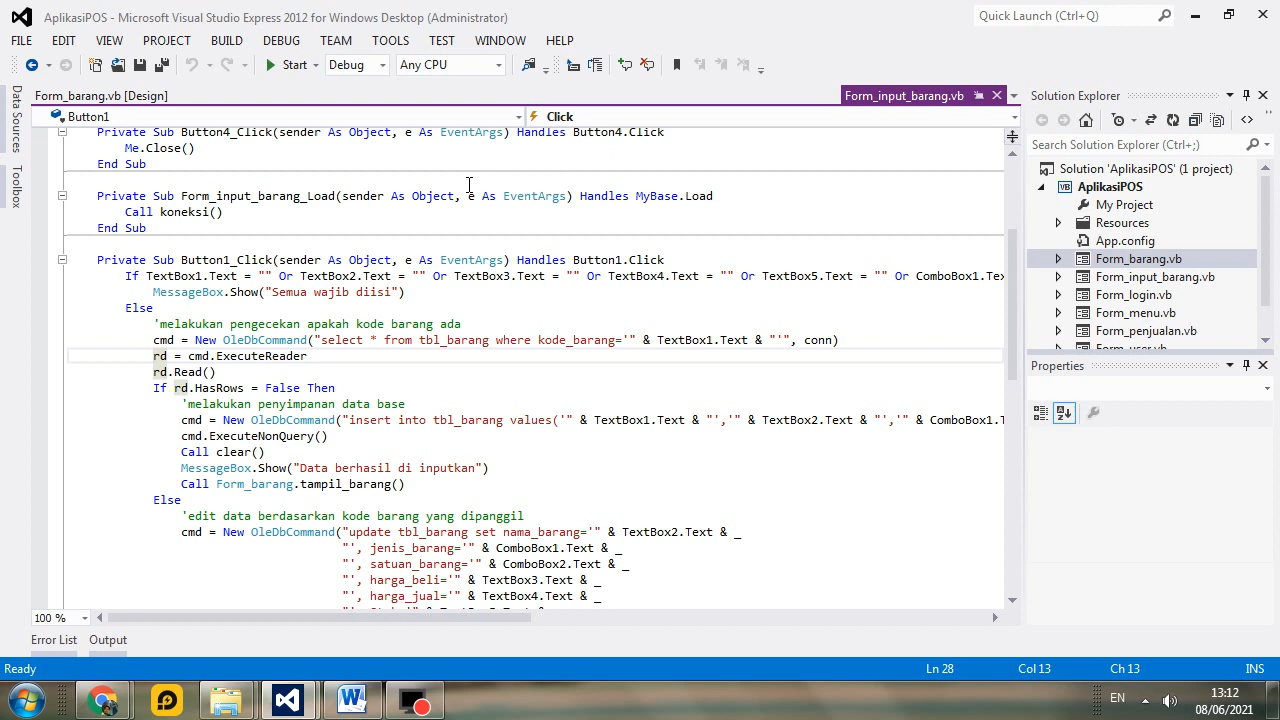 AplikasiPOS - Microsoft Visual Studio Express 2012 for Windows Desktop (Administrator)
Quick Launch (Ctrl+Q)
FILE EDIT VIEW PROJECT BUILD DEBUG TEAM TOOLS TEST WINDOW HELP
Start Debug Any CPU
Data Sources
Toolbox
Form_barang.vb [Design]
Form_input_barang.vb
Button1
Click
Private Sub Button4_Click(sender As Object, e As EventArgs) Handles Button4.Click
Me.Close()
End Sub
Private Sub Form_input_barang_Load(sender As Object, e As EventArgs) Handles MyBase.Load
Call koneksi()
End Sub
Private Sub Button1_Click(sender As Object, e As EventArgs) Handles Button1.Click
If TextBox1.Text = "" Or TextBox2.Text = "" Or TextBox3.Text = "" Or TextBox4.Text = "" Or TextBox5.Text = "" Or ComboBox1.Tex
MessageBox.Show("Semua wajib diisi")
Else
'melakukan pengecekan apakah kode barang ada
cmd = New OleDbCommand("select * from tbl_barang where kode_barang='" & TextBox1.Text & "'", conn)
rd = cmd.ExecuteReader
rd.Read()
If rd.HasRows = False Then
'melakukan penyimpanan data base
cmd = New OleDbCommand("insert into tbl_barang values('" & TextBox1.Text & "','" & TextBox2.Text & "','" & ComboBox1.T
cmd.ExecuteNonQuery()
Call clear()
MessageBox.Show("Data berhasil di inputkan")
Call Form_barang.tampil_barang()
Else
'edit data berdasarkan kode barang yang dipanggil
cmd = New OleDbCommand("update tbl_barang set nama_barang='" & TextBox2.Text & _
"', jenis_barang='" & ComboBox1.Text & _
"', satuan_barang='" & ComboBox2.Text & _
"', harga_beli='" & TextBox3.Text & _
"', harga_jual='" & TextBox4.Text & _
100 %
Error List Output
Solution Explorer
Search Solution Explorer (Ctrl+;)
Solution 'AplikasiPOS' (1 project)
AplikasiPOS
My Project
Resources
App.config
Form_barang.vb
Form_input_barang.vb
Form_login.vb
Form_menu.vb
Form_penjualan.vb
Form_user.vb
Properties
Ready Ln 28 Col 13 Ch 13 INS
EN
13:12
08/06/2021